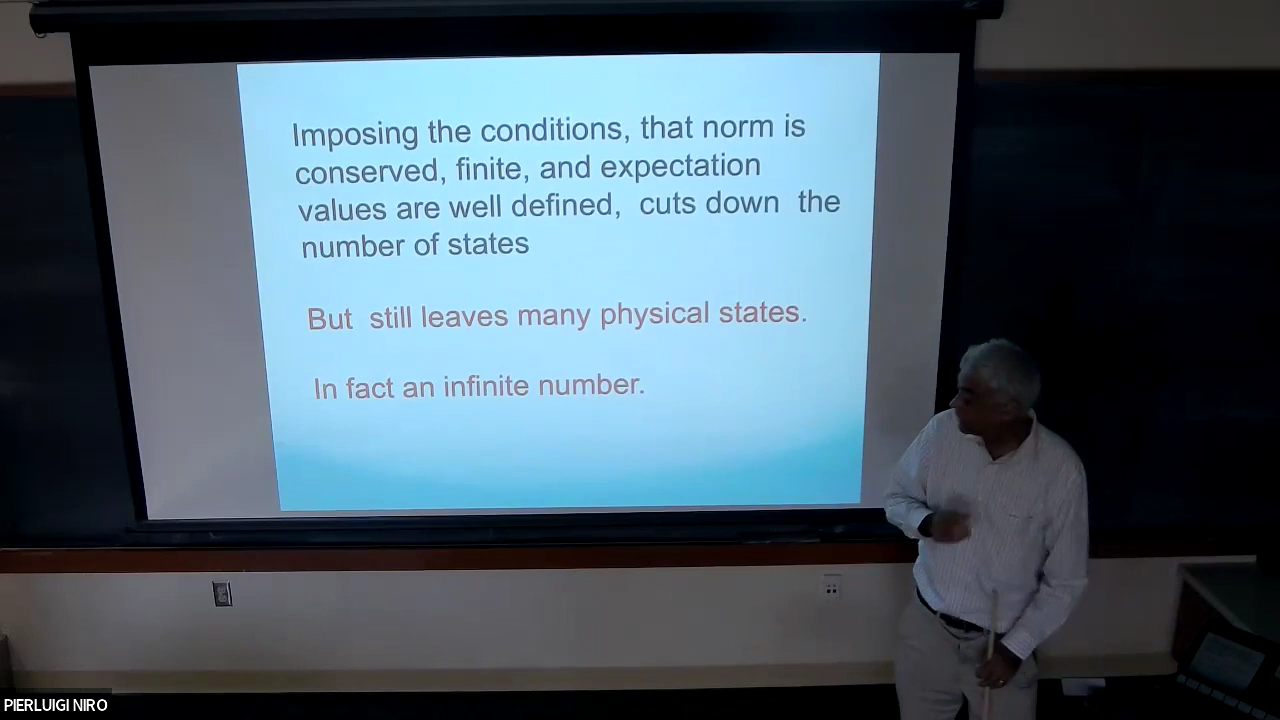 Imposing the conditions, that norm is
conserved, finite, and expectation
values are well defined, cuts down the
number of states
But still leaves many physical states.
In fact an infinite number.
PIERLUIGI NIRO